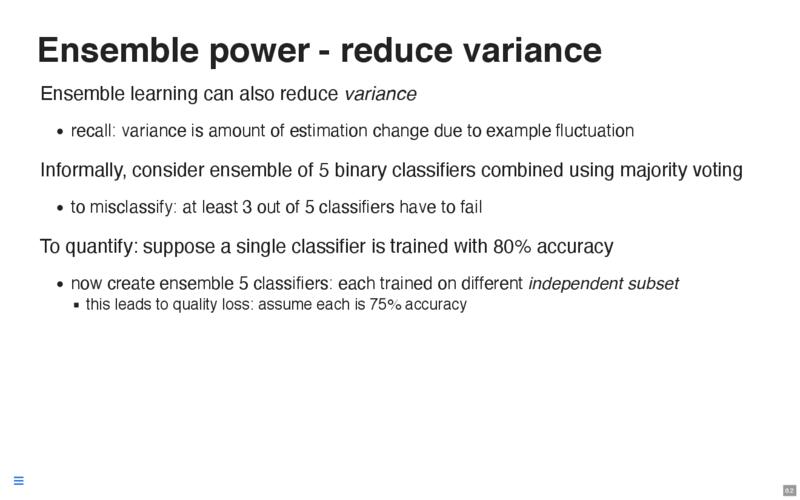 Ensemble power - reduce variance
Ensemble learning can also reduce variance
• recall: variance is amount of estimation change due to example fluctuation
Informally, consider ensemble of 5 binary classifiers combined using majority voting
• to misclassify: at least 3 out of 5 classifiers have to fail
To quantify: suppose a single classifier is trained with 80% accuracy
• now create ensemble 5 classifiers: each trained on different independent subset
▪ this leads to quality loss: assume each is 75% accuracy